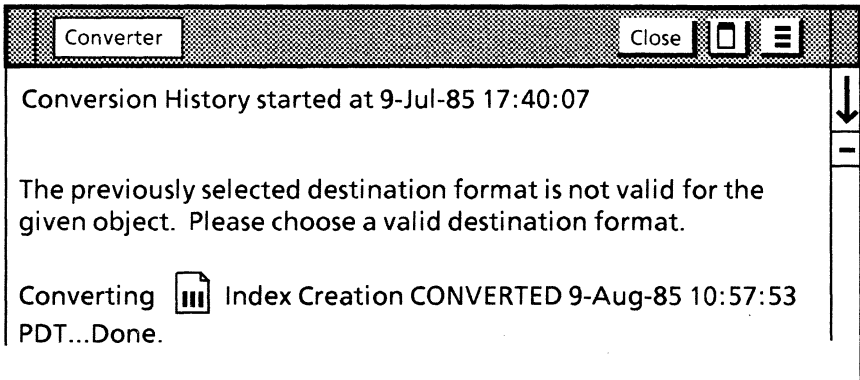 Converter
Close
Conversion History started at 9-Jul-85 17:40:07
The previously selected destination format is not valid for the
given object. Please choose a valid destination format.
Converting Index Creation CONVERTED 9-Aug-85 10:57:53
PDT...Done.